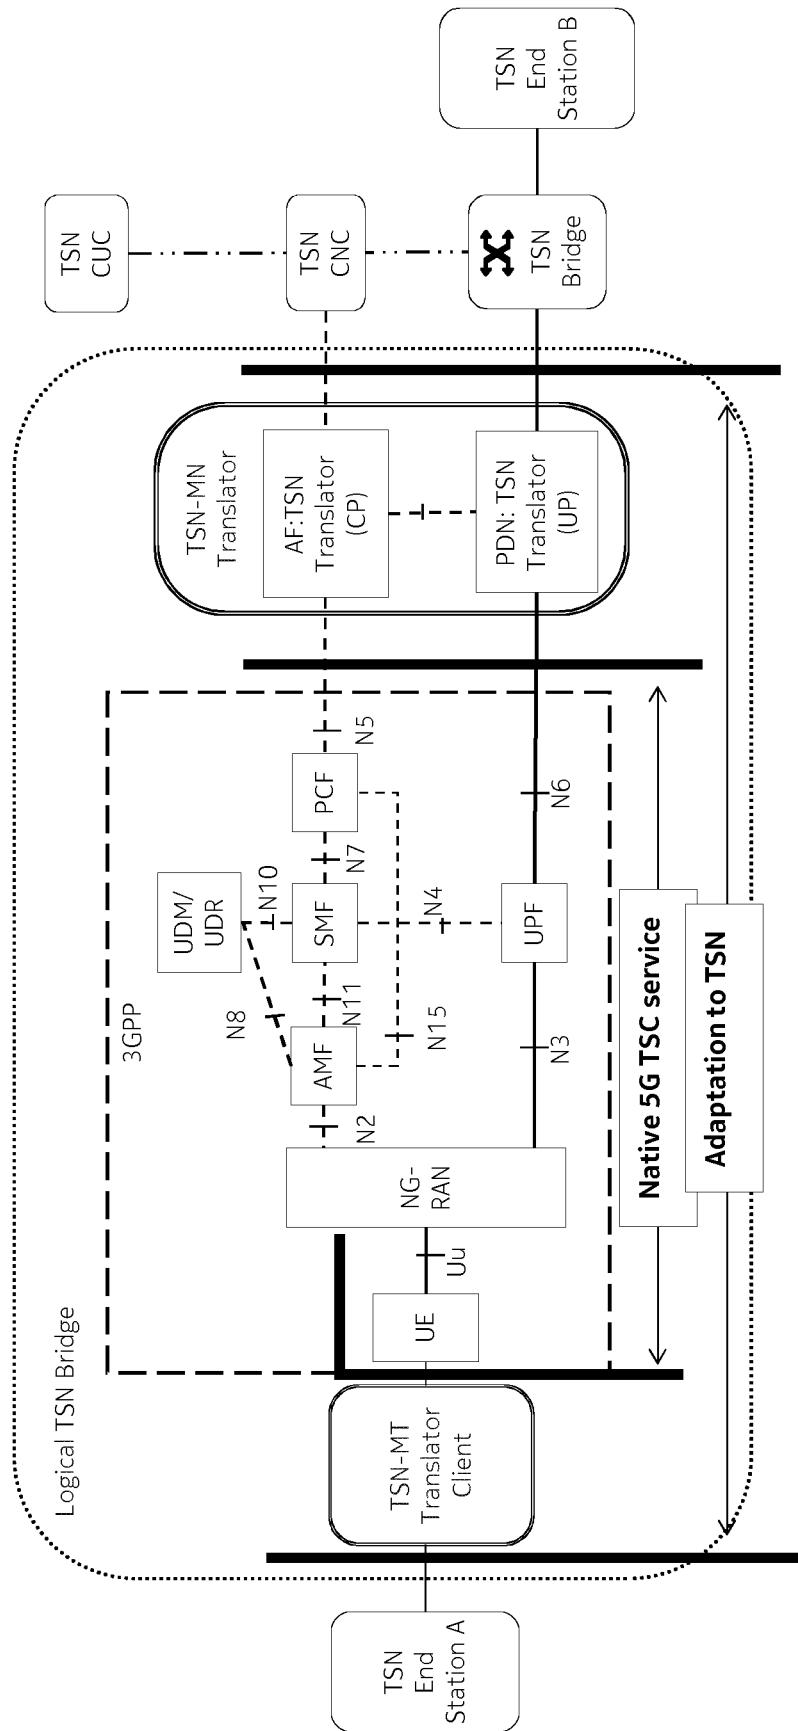 Logical TSN Bridge
3GPP
TSN
End
Station A
TSN-MT
Translator
Client
UE
Uu
NG-
RAN
N2
AMF
N8
N11
N15
UDM/
UDR
N10
SMF
N7
N4
PCF
N5
N3
UPF
N6
TSN-MN
Translator
AF:TSN
Translator
(CP)
PDN: TSN
Translator
(UP)
TSN
CUC
TSN
CNC
TSN
Bridge
TSN
End
Station B
Native 5G TSC service
Adaptation to TSN